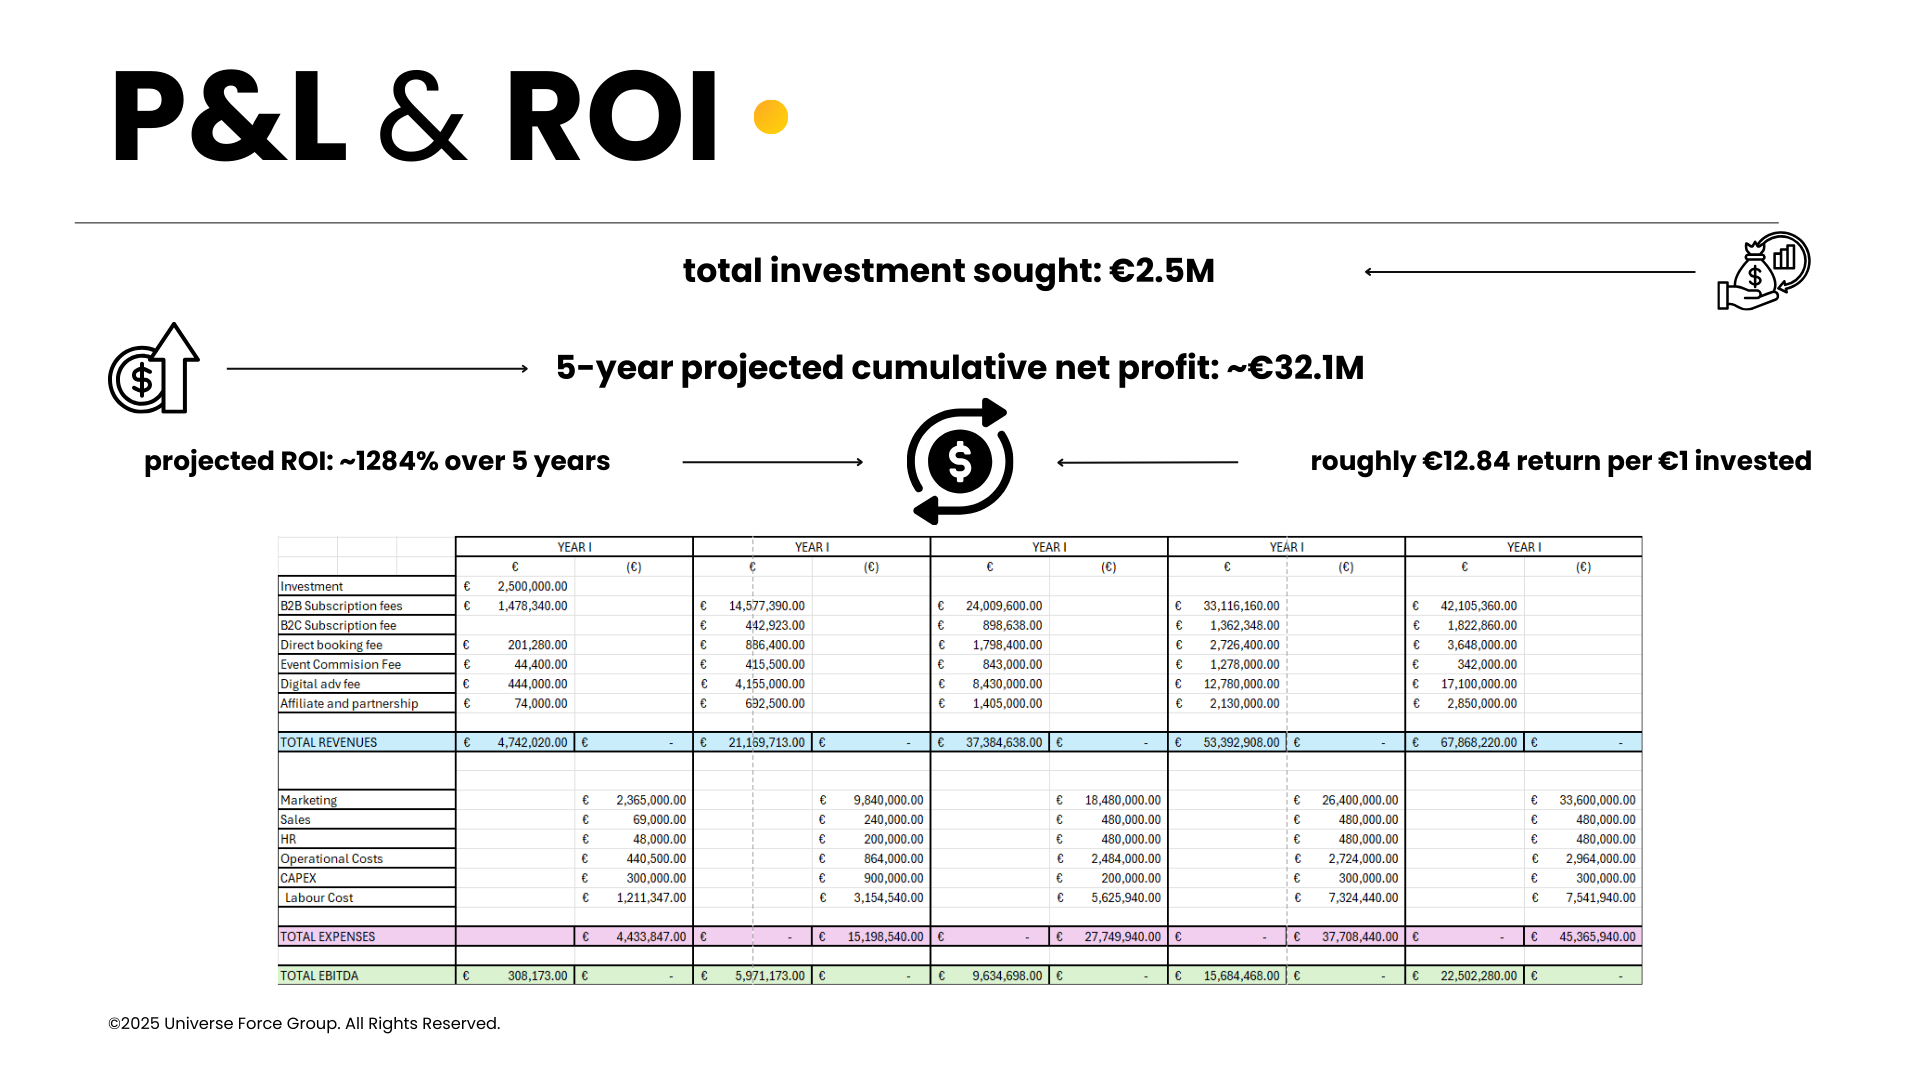 P&L & ROI
total investment sought: €2.5M
5-year projected cumulative net profit: ~€32.1M
projected ROI: ~1284% over 5 years
roughly €12.84 return per €1 invested
YEAR I YEAR I YEAR I YEAR I YEAR I
€ (€) € (€) € (€) € (€) € (€)
Investment € 2,500,000.00
B2B Subscription fees € 1,478,340.00 € 14,577,390.00 € 24,009,600.00 € 33,116,160.00 € 42,105,360.00
B2C Subscription fee € 442,923.00 € 898,638.00 € 1,362,348.00 € 1,822,860.00
Direct booking fee € 201,280.00 € 886,400.00 € 1,798,400.00 € 2,726,400.00 € 3,648,000.00
Event Commision Fee € 44,400.00 € 415,500.00 € 843,000.00 € 1,278,000.00 € 342,000.00
Digital adv fee € 444,000.00 € 4,155,000.00 € 8,430,000.00 € 12,780,000.00 € 17,100,000.00
Affiliate and partnership € 74,000.00 € 692,500.00 € 1,405,000.00 € 2,130,000.00 € 2,850,000.00
TOTAL REVENUES € 4,742,020.00 € - € 21,169,713.00 € - € 37,384,638.00 € - € 53,392,908.00 € - € 67,868,220.00 € -
Marketing € 2,365,000.00 € 9,840,000.00 € 18,480,000.00 € 26,400,000.00 € 33,600,000.00
Sales € 69,000.00 € 240,000.00 € 480,000.00 € 480,000.00 € 480,000.00
HR € 48,000.00 € 200,000.00 € 480,000.00 € 480,000.00 € 480,000.00
Operational Costs € 440,500.00 € 864,000.00 € 2,484,000.00 € 2,724,000.00 € 2,964,000.00
CAPEX € 300,000.00 € 900,000.00 € 200,000.00 € 300,000.00 € 300,000.00
Labour Cost € 1,211,347.00 € 3,154,540.00 € 5,625,940.00 € 7,324,440.00 € 7,541,940.00
TOTAL EXPENSES € 4,433,847.00 € - € 15,198,540.00 € - € 27,749,940.00 € - € 37,708,440.00 € - € 45,365,940.00
TOTAL EBITDA € 308,173.00 € - € 5,971,173.00 € - € 9,634,698.00 € - € 15,684,468.00 € - € 22,502,280.00 € -
©2025 Universe Force Group. All Rights Reserved.